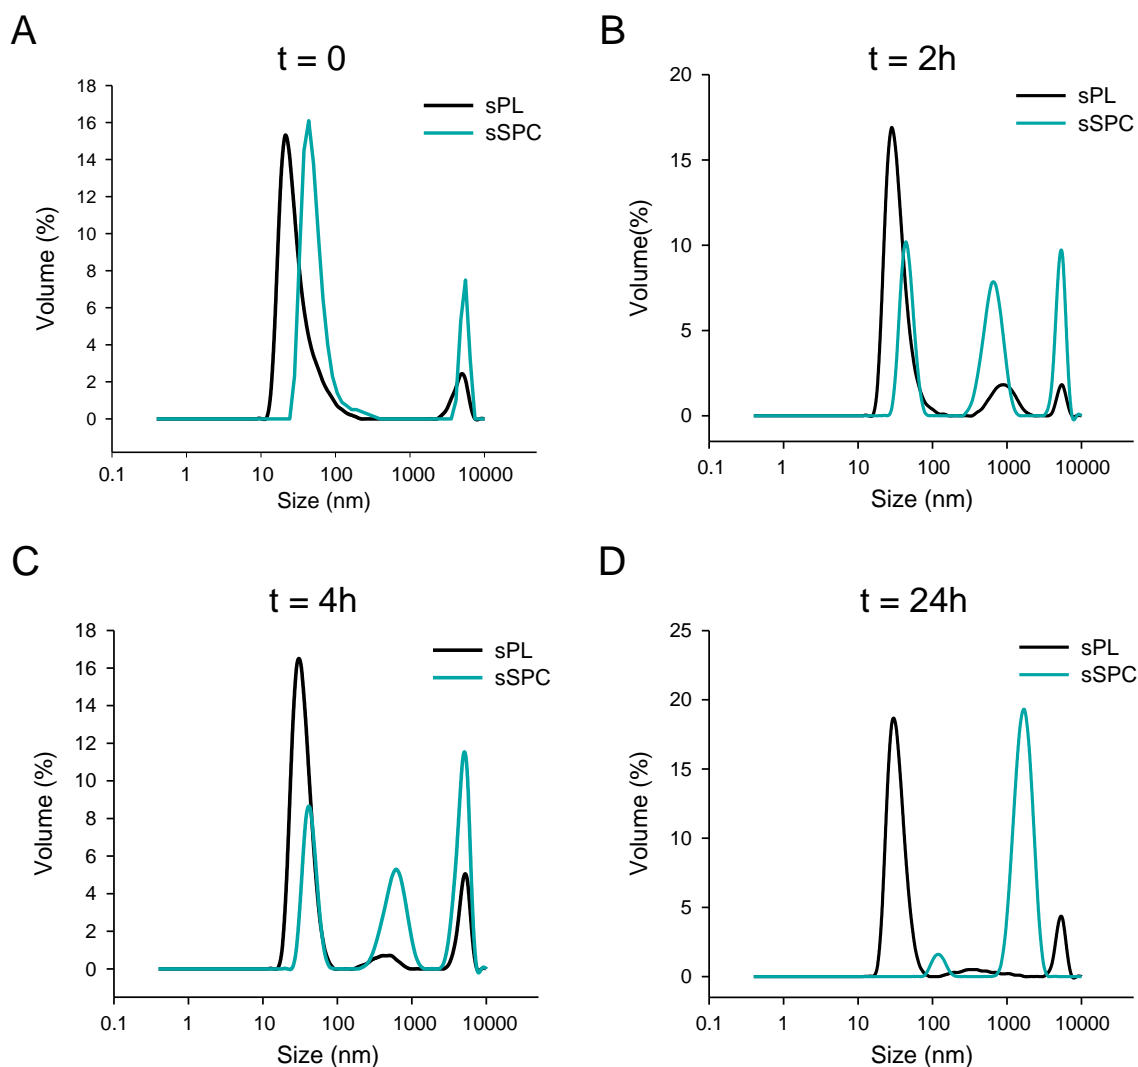 A
t = 0
18
16
14
12
10
8
6
4
2
0
Volume (%)
sPL
sSPC
0.1 1 10 100 1000 10000
Size (nm)
B
t = 2h
20
15
10
5
0
Volume(%)
sPL
sSPC
0.1 1 10 100 1000 10000
Size (nm)
C
t = 4h
18
16
14
12
10
8
6
4
2
0
Volume (%)
sPL
sSPC
0.1 1 10 100 1000 10000
Size (nm)
D
t = 24h
25
20
15
10
5
0
Volume (%)
sPL
sSPC
0.1 1 10 100 1000 10000
Size (nm)